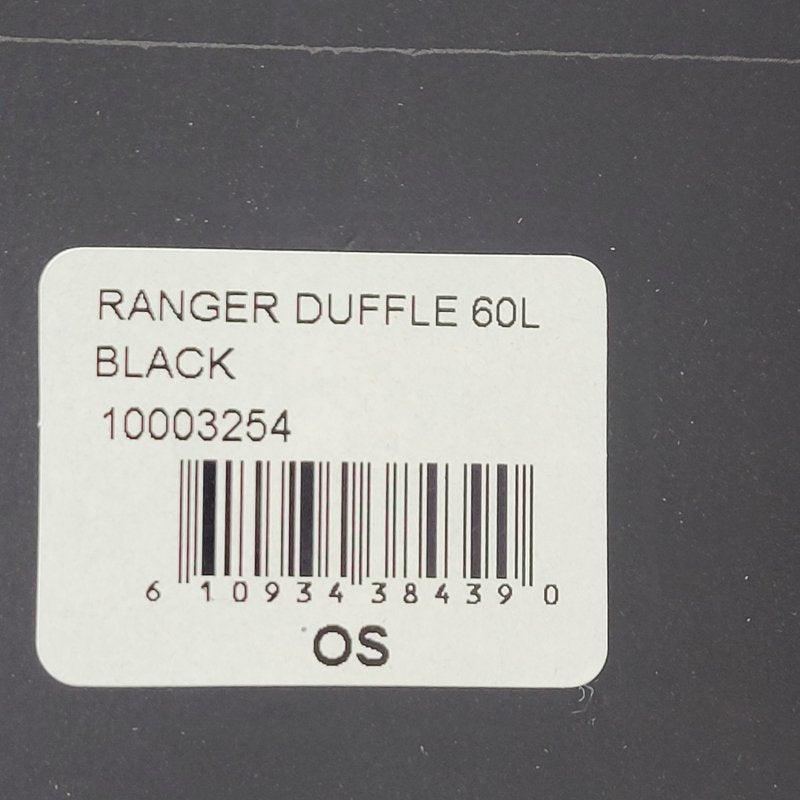 RANGER DUFFLE 60L
BLACK
10003254
6 10934 38439 0
OS